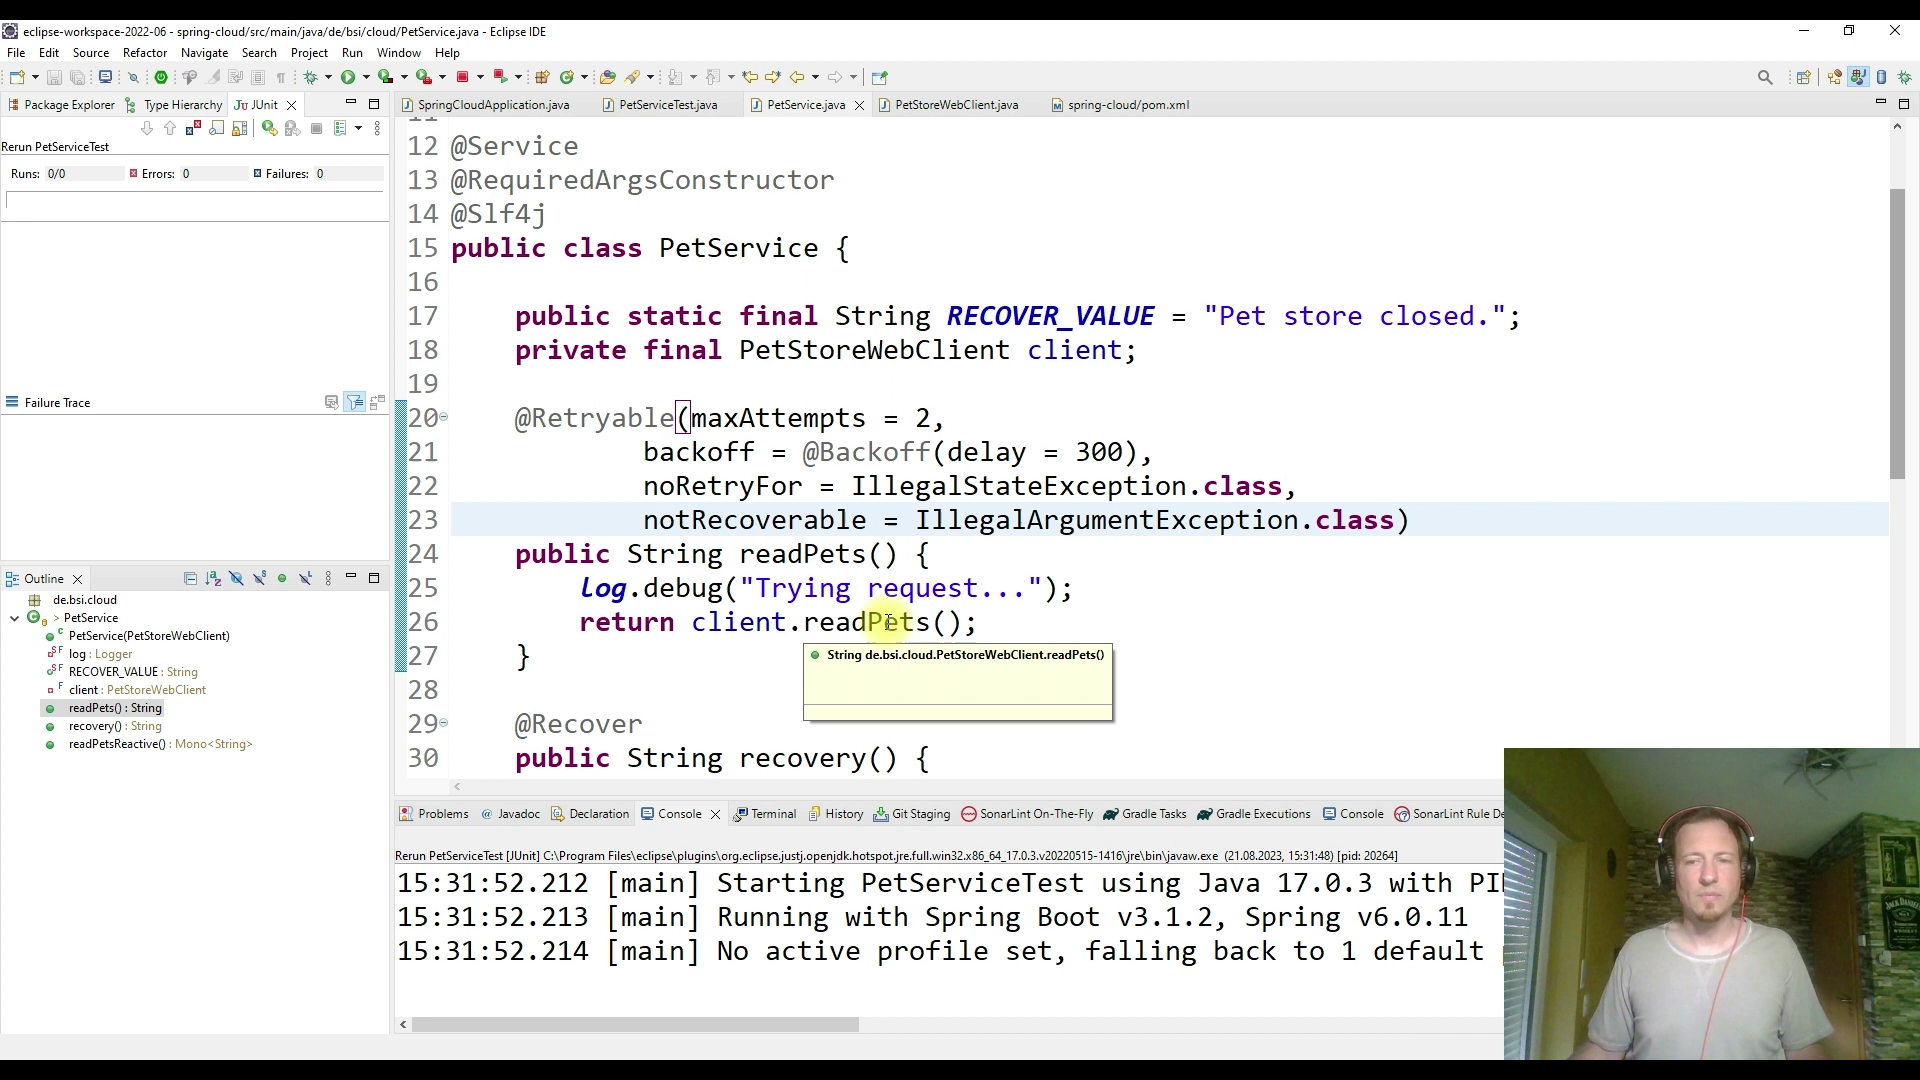 eclipse-workspace-2022-06 - spring-cloud/src/main/java/de/bsi/cloud/PetService.java - Eclipse IDE
File Edit Source Refactor Navigate Search Project Run Window Help
Package Explorer Type Hierarchy JUnit
SpringCloudApplication.java PetServiceTest.java PetService.java PetStoreWebClient.java spring-cloud/pom.xml
Rerun PetServiceTest
Runs: 0/0 Errors: 0 Failures: 0
Failure Trace
Outline
de.bsi.cloud
> PetService
PetService(PetStoreWebClient)
log : Logger
RECOVER_VALUE : String
client : PetStoreWebClient
readPets() : String
recovery() : String
readPetsReactive() : Mono<String>
12 @Service
13 @RequiredArgsConstructor
14 @Slf4j
15 public class PetService {
16
17 public static final String RECOVER_VALUE = "Pet store closed.";
18 private final PetStoreWebClient client;
19
20 @Retryable(maxAttempts = 2,
21 backoff = @Backoff(delay = 300),
22 noRetryFor = IllegalStateException.class,
23 notRecoverable = IllegalArgumentException.class)
24 public String readPets() {
25 log.debug("Trying request...");
26 return client.readPets();
27 }
String de.bsi.cloud.PetStoreWebClient.readPets()
28
29 @Recover
30 public String recovery() {
Problems Javadoc Declaration Console Terminal History Git Staging SonarLint On-The-Fly Gradle Tasks Gradle Executions Console SonarLint Rule De
Rerun PetServiceTest [JUnit] C:\Program Files\eclipse\plugins\org.eclipse.justj.openjdk.hotspot.jre.full.win32.x86_64_17.0.3.v20220515-1416\jre\bin\javaw.exe (21.08.2023, 15:31:48) [pid: 20264]
15:31:52.212 [main] Starting PetServiceTest using Java 17.0.3 with PID
15:31:52.213 [main] Running with Spring Boot v3.1.2, Spring v6.0.11
15:31:52.214 [main] No active profile set, falling back to 1 default